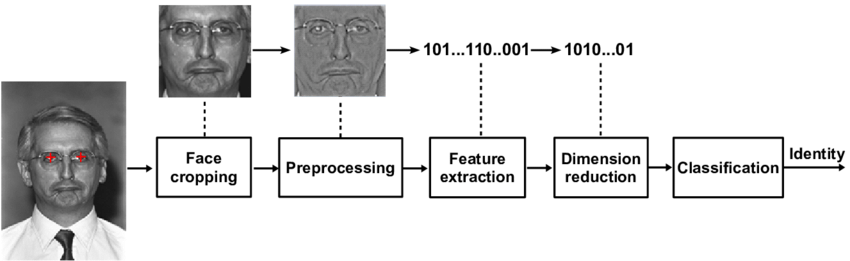 101...110..001
1010...01
Face
cropping
Preprocessing
Feature
extraction
Dimension
reduction
Classification
Identity